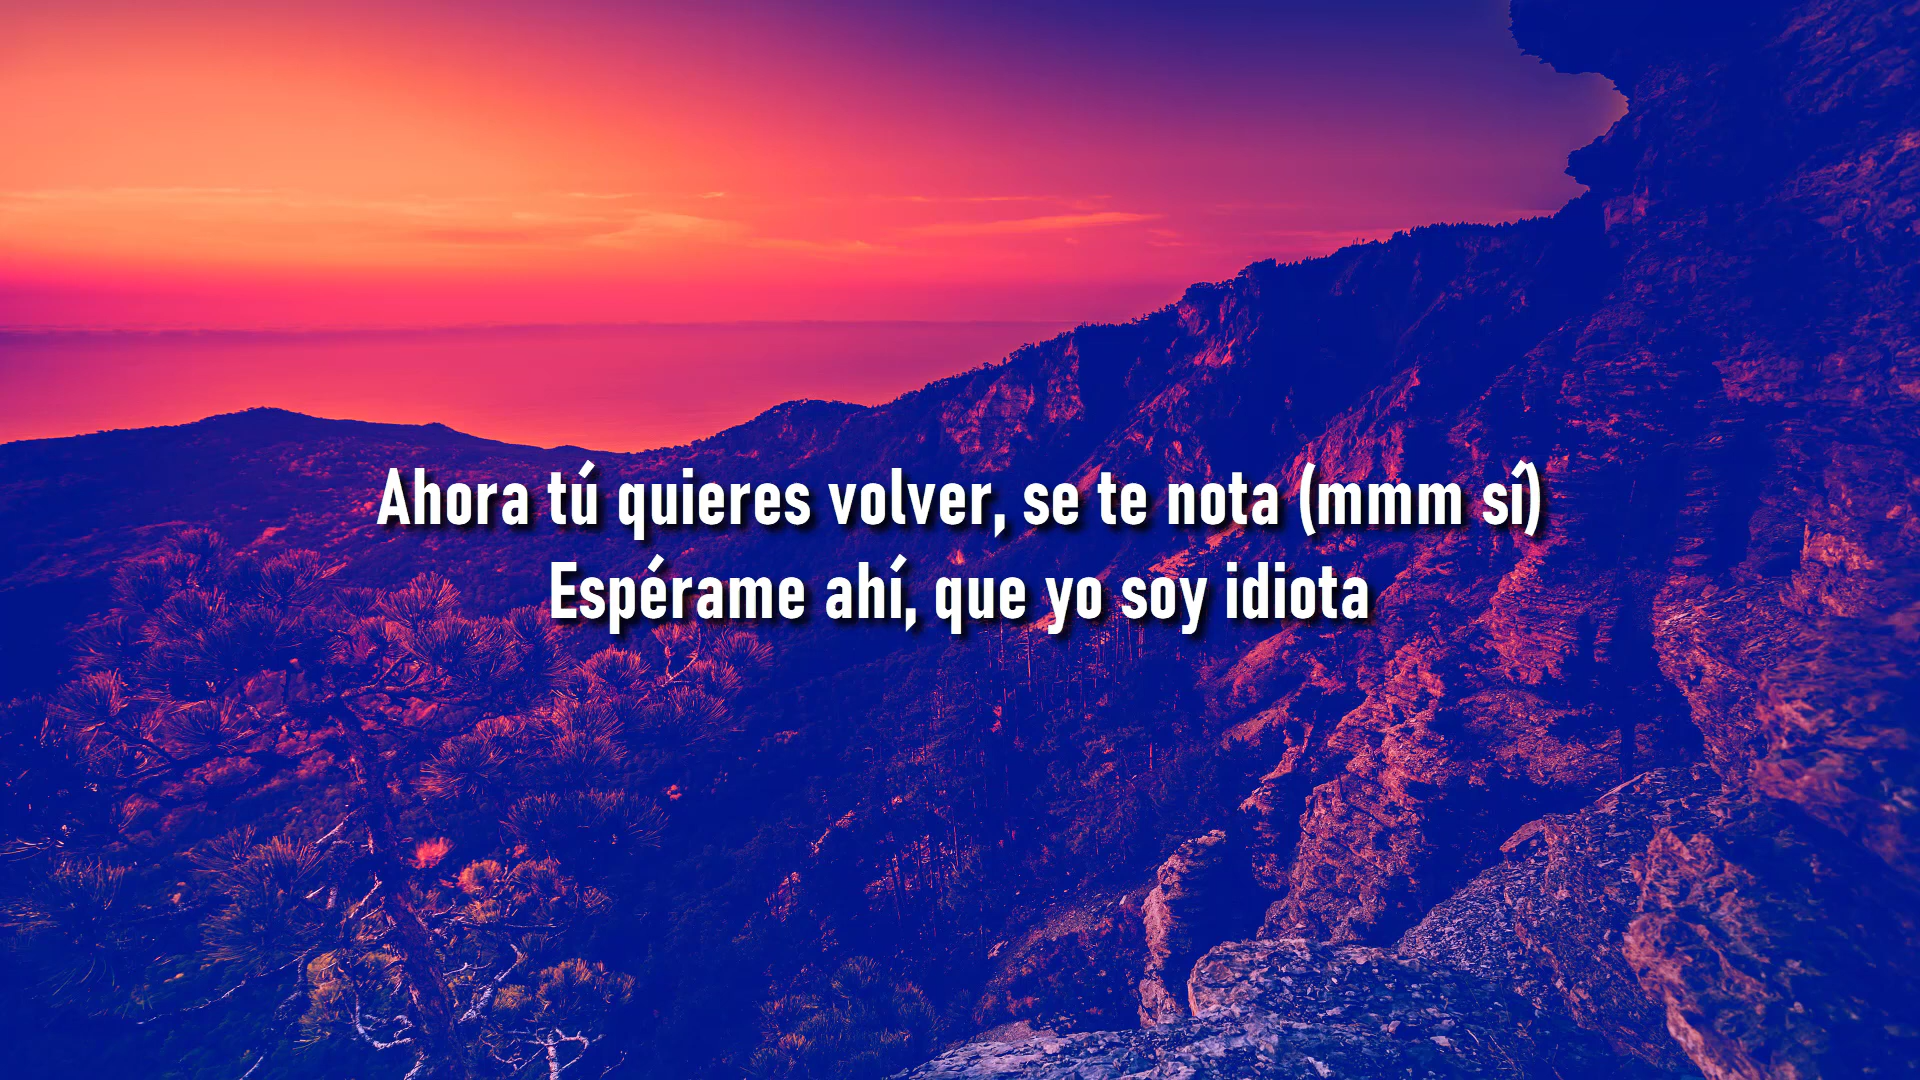 Ahora tú quieres volver, se te nota (mmm sí)
Espérame ahí, que yo soy idiota